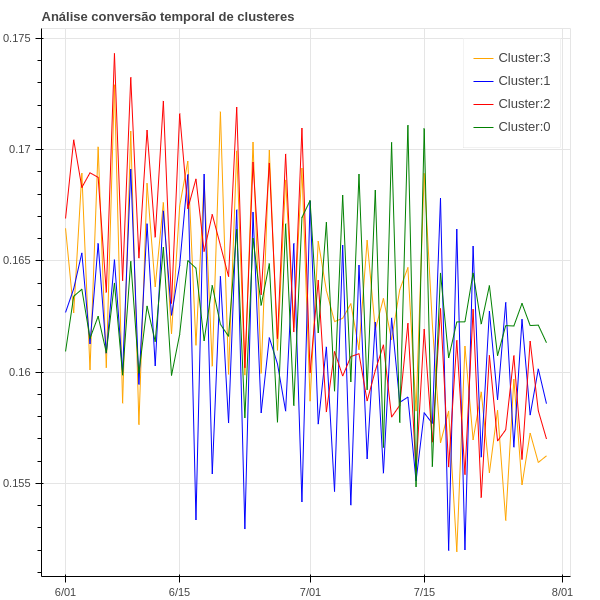 Análise conversão temporal de clusteres
0.175
0.17
0.165
0.16
0.155
Cluster:3
Cluster:1
Cluster:2
Cluster:0
6/01
6/15
7/01
7/15
8/01